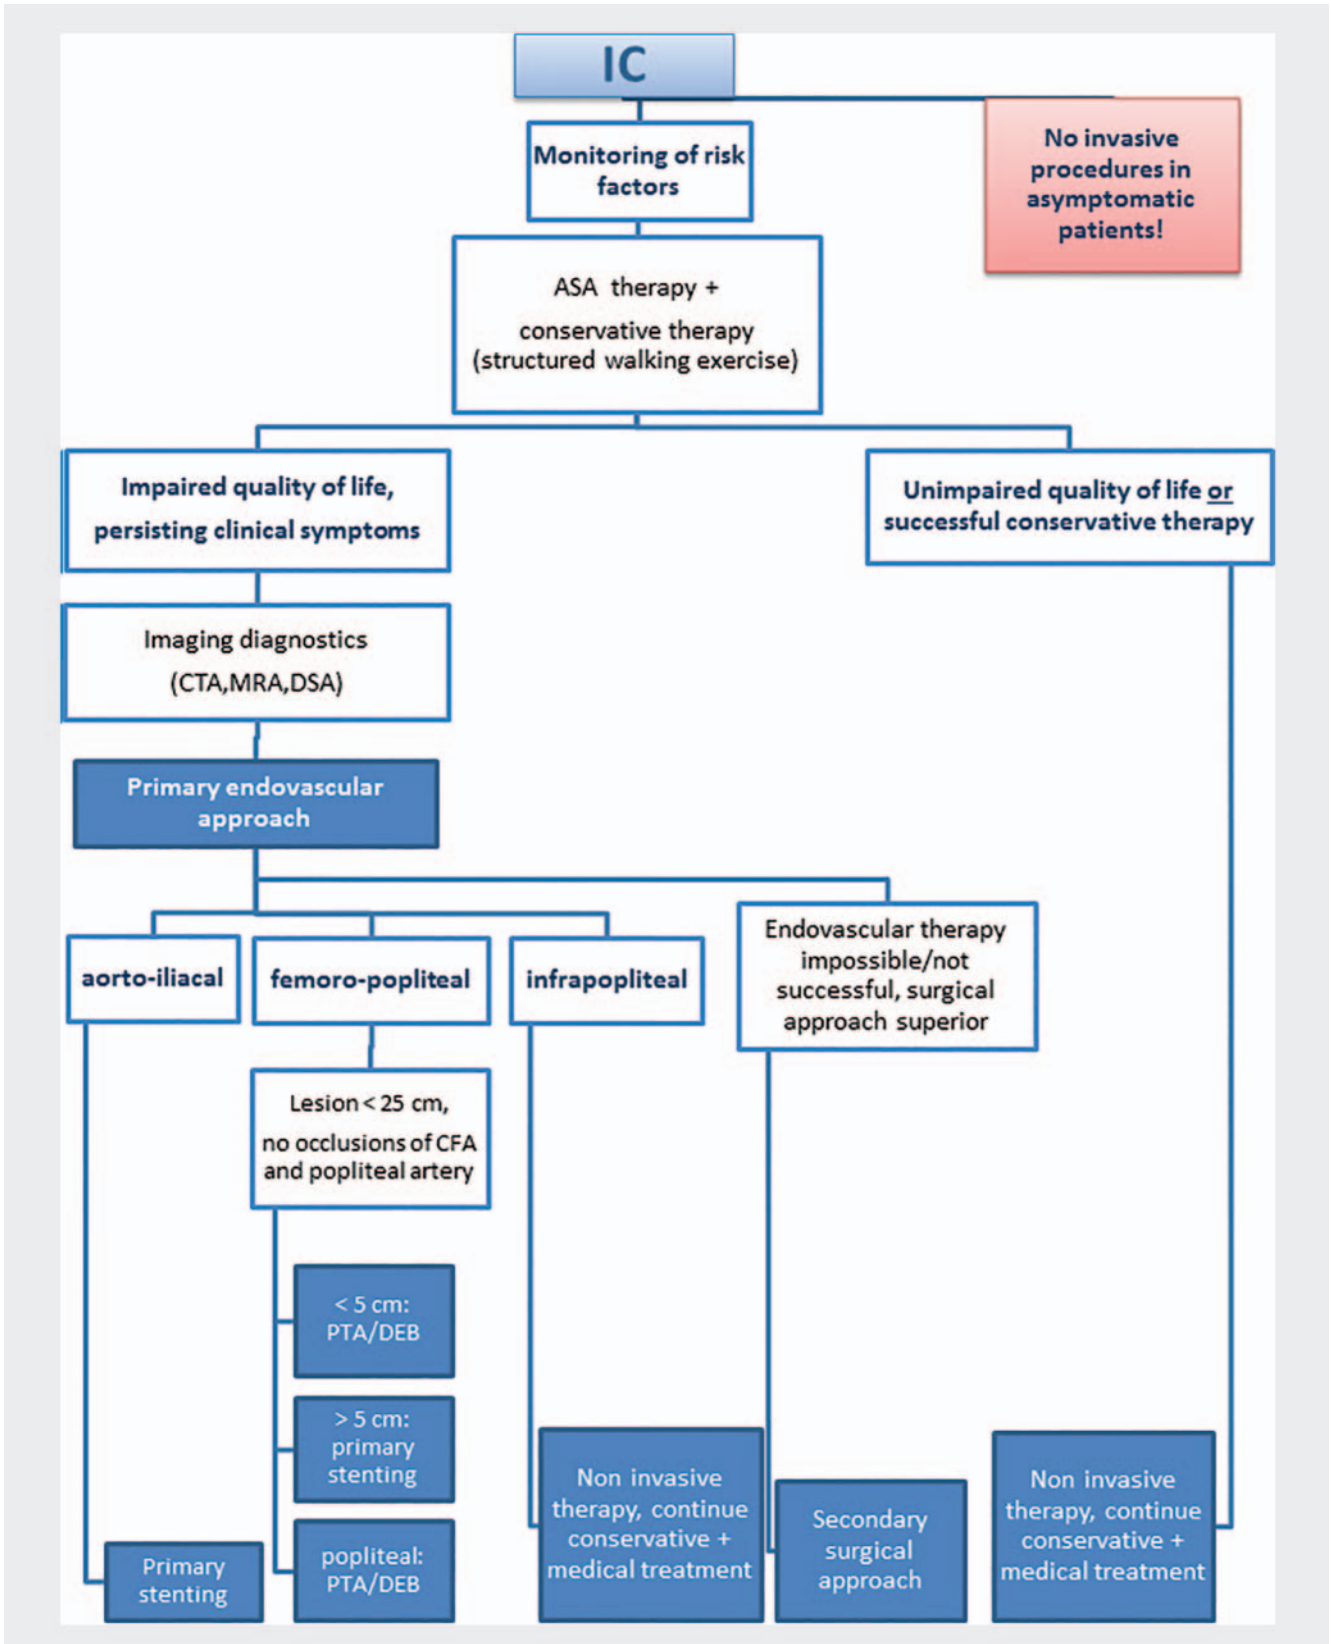 IC
No invasive
procedures in
asymptomatic
patients!
Monitoring of risk
factors
ASA therapy +
conservative therapy
(structured walking exercise)
Impaired quality of life,
persisting clinical symptoms
Unimpaired quality of life or
successful conservative therapy
Imaging diagnostics
(CTA,MRA,DSA)
Primary endovascular
approach
aorto-iliacal
femoro-popliteal
infrapopliteal
Endovascular therapy
impossible/not
successful, surgical
approach superior
Lesion < 25 cm,
no occlusions of CFA
and popliteal artery
< 5 cm:
PTA/DEB
> 5 cm:
primary
stenting
popliteal:
PTA/DEB
Primary
stenting
Non invasive
therapy, continue
conservative +
medical treatment
Secondary
surgical
approach
Non invasive
therapy, continue
conservative +
medical treatment